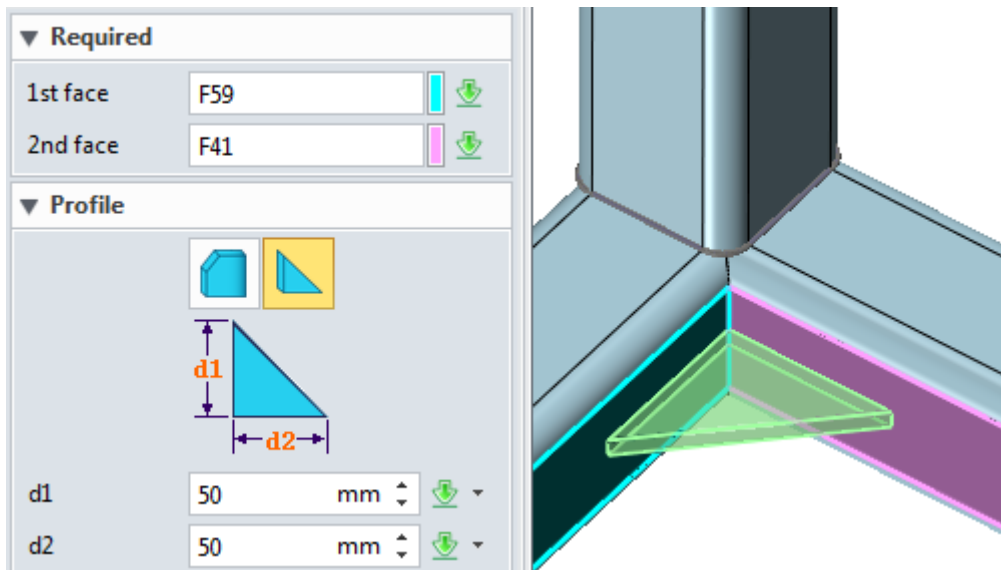 Required
1st face F59
2nd face F41
Profile
d1
d2
d1 50 mm
d2 50 mm